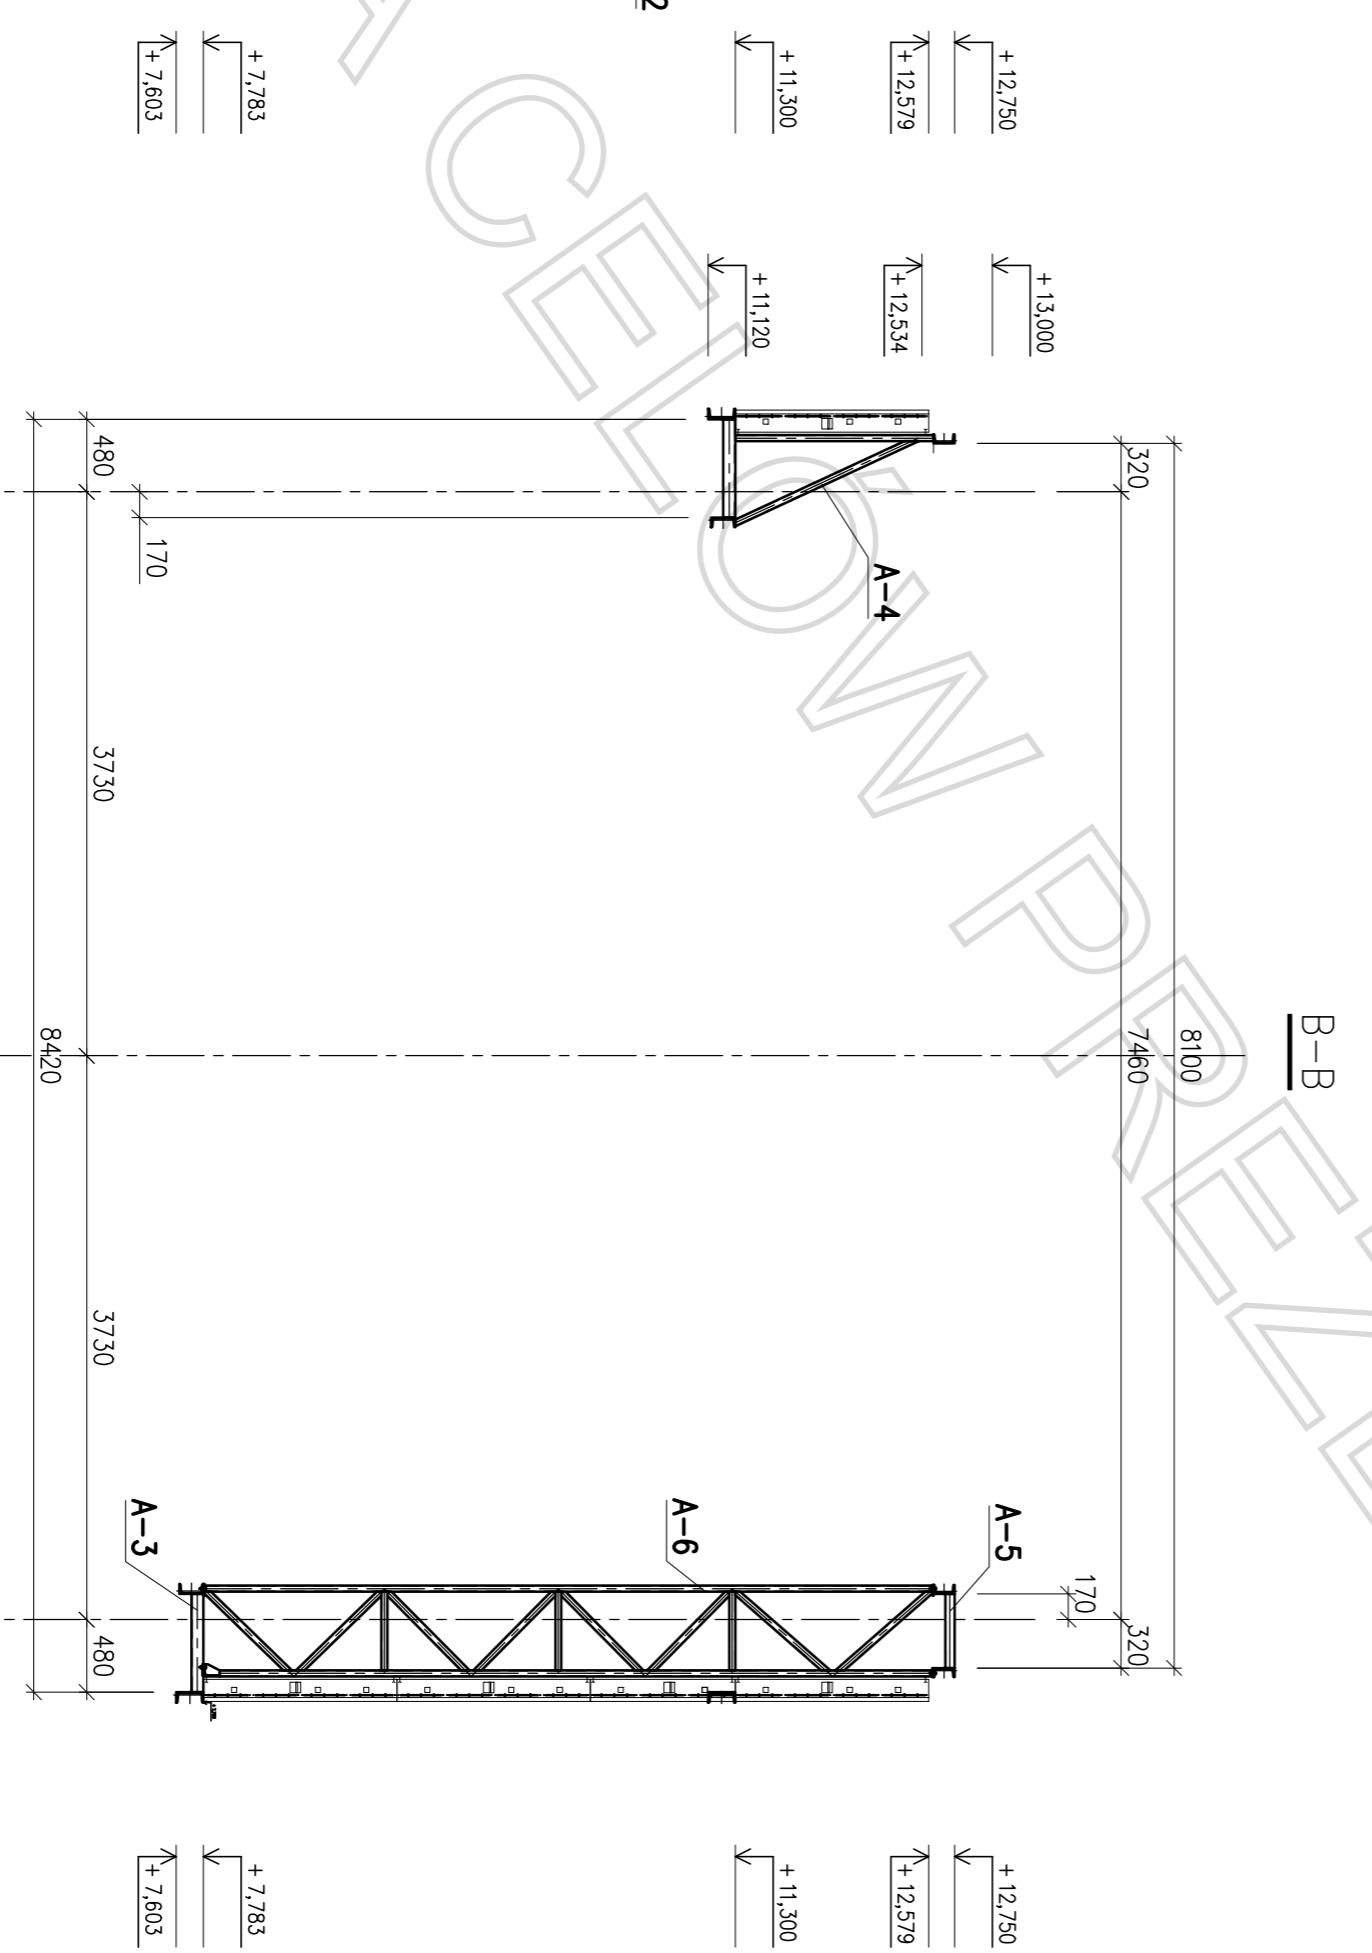 B-B
8100
320 7460 170 320
+ 13,000
+ 12,750 A-5 + 12,750
+ 12,579 + 12,534 + 12,579
A-4
+ 11,300 + 11,120 + 11,300
A-6
2
+ 7,783 + 7,783
+ 7,603 170 A-3 + 7,603
480 3730 3730 480
8420
A CELÓW PREZE